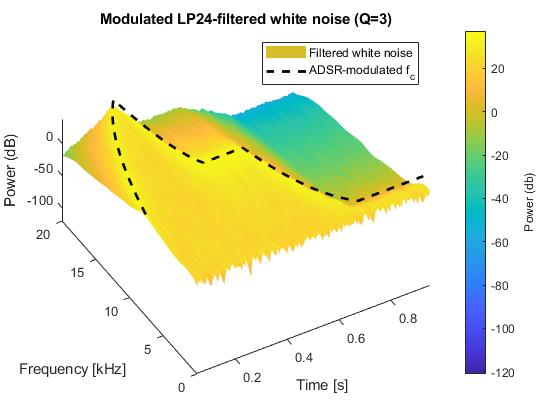 Modulated LP24-filtered white noise (Q=3)
Filtered white noise
ADSR-modulated f_c
Power (dB)
0
-50
-100
20
15
10
5
0
Frequency [kHz]
0.2
0.4
0.6
0.8
Time [s]
20
0
-20
-40
-60
-80
-100
-120
Power (db)